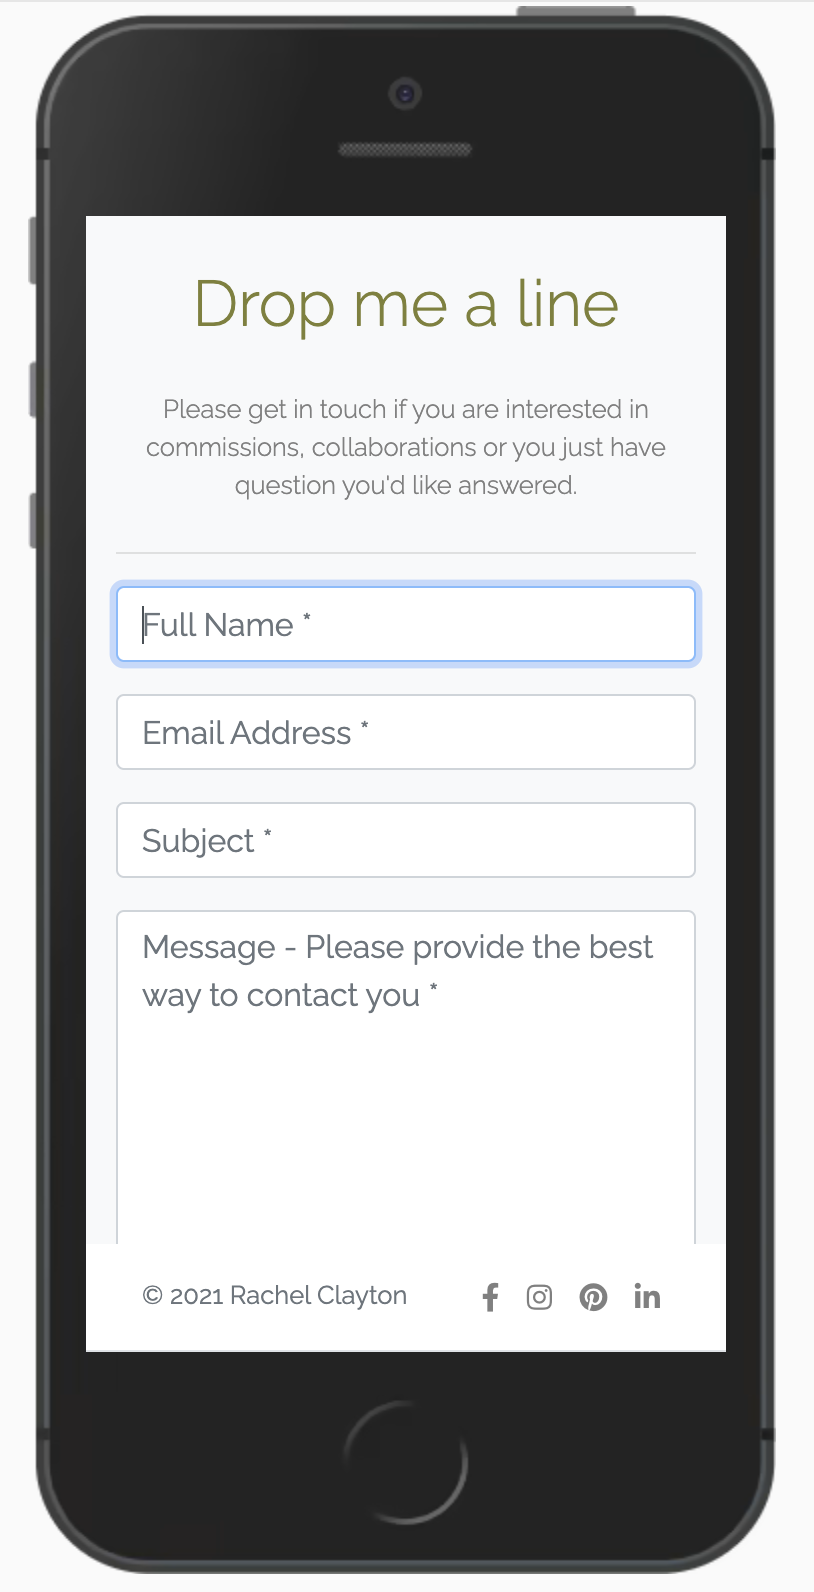 Drop me a line
Please get in touch if you are interested in
commissions, collaborations or you just have
question you'd like answered.
Full Name *
Email Address *
Subject *
Message - Please provide the best
way to contact you *
© 2021 Rachel Clayton